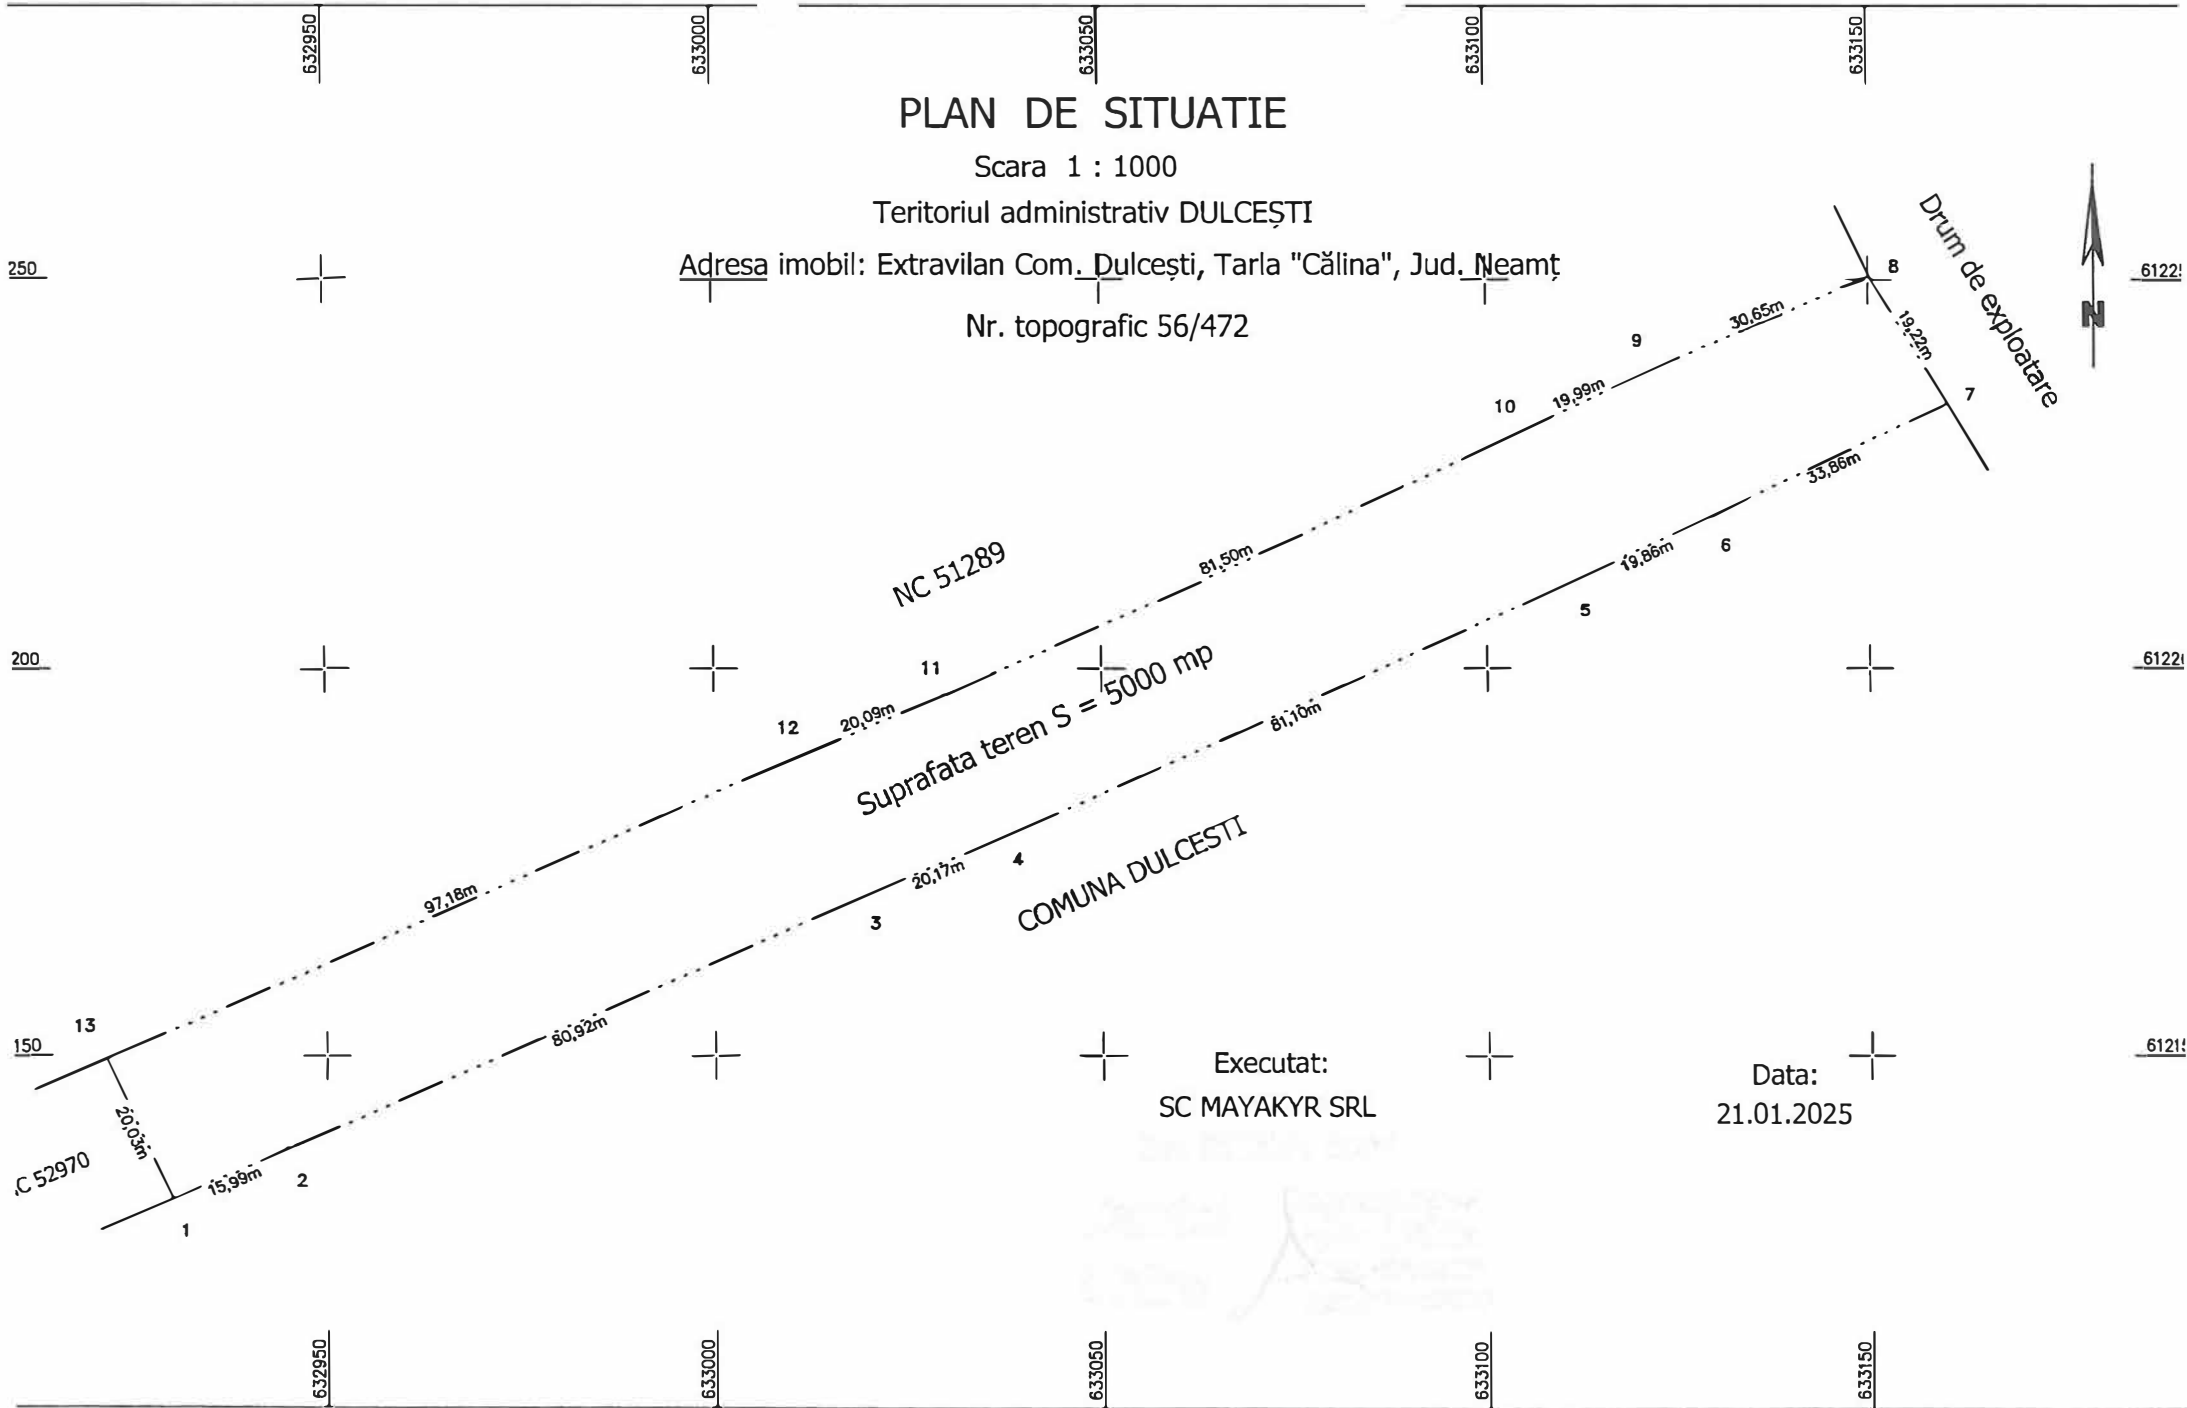 632950
633000
633050
633100
633150
PLAN DE SITUATIE
Scara 1 : 1000
Teritoriul administrativ DULCEȘTI
Adresa imobil: Extravilan Com. Dulcești, Tarla "Călina", Jud. Neamț
Nr. topografic 56/472
Drum de exploatare
N
250
8
6122
30,65m
19,22m
9
7
19,99m
10
33,86m
81,50m
6
19,86m
NC 51289
5
200
6122
11
Suprafata teren S = 5000 mp
12
20,09m
81,10m
4
20,17m
COMUNA DULCESTI
97,18m
3
13
80,92m
150
6121
Executat:
SC MAYAKYR SRL
Data:
21.01.2025
20,03m
C 52970
15,99m
2
1
632950
633000
633050
633100
633150